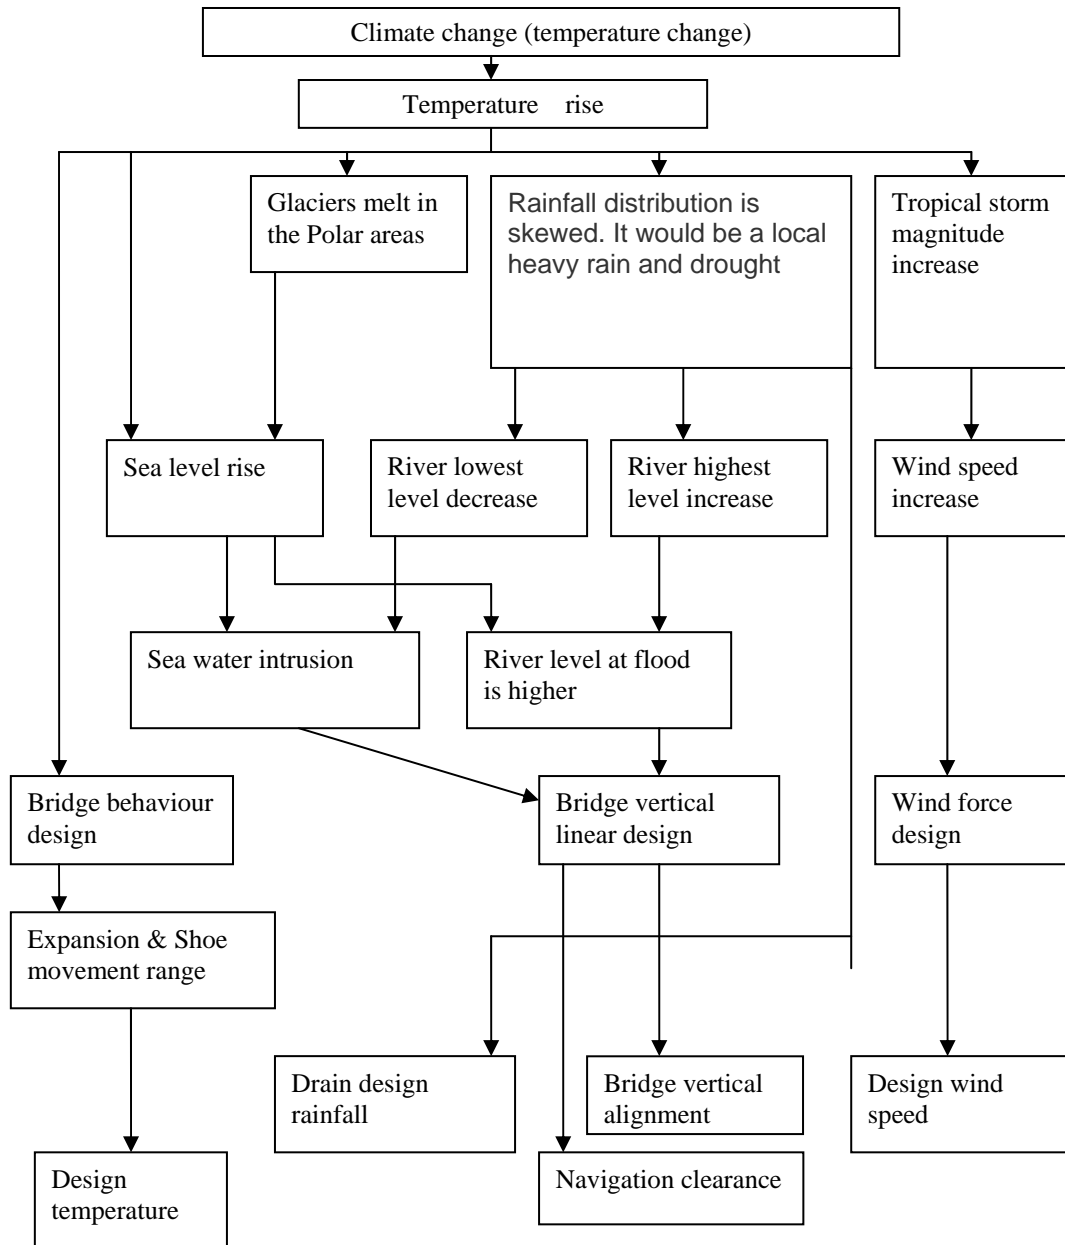 Climate change (temperature change)
Temperature rise
Glaciers melt in
the Polar areas
Rainfall distribution is
skewed. It would be a local
heavy rain and drought
Tropical storm
magnitude
increase
Sea level rise
River lowest
level decrease
River highest
level increase
Wind speed
increase
Sea water intrusion
River level at flood
is higher
Bridge behaviour
design
Bridge vertical
linear design
Wind force
design
Expansion & Shoe
movement range
Drain design
rainfall
Bridge vertical
alignment
Design wind
speed
Design
temperature
Navigation clearance